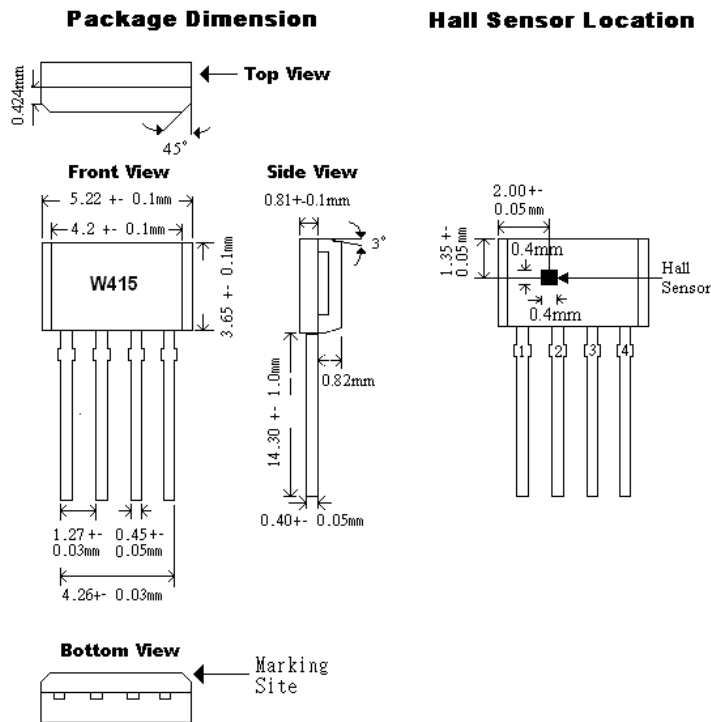 Package Dimension
Hall Sensor Location
Top View
0.424mm
45°
Front View
5.22 +- 0.1mm
4.2 +- 0.1mm
W415
3.65 +- 0.1mm
Side View
0.81+-0.1mm
3°
0.82mm
14.30 +- 1.0mm
0.40+- 0.05mm
1.27 +-
0.03mm
0.45+-
0.05mm
4.26+- 0.03mm
2.00+-
0.05mm
1.35+-
0.05mm
0.4mm
0.4mm
Hall
Sensor
1 2 3 4
Bottom View
Marking
Site